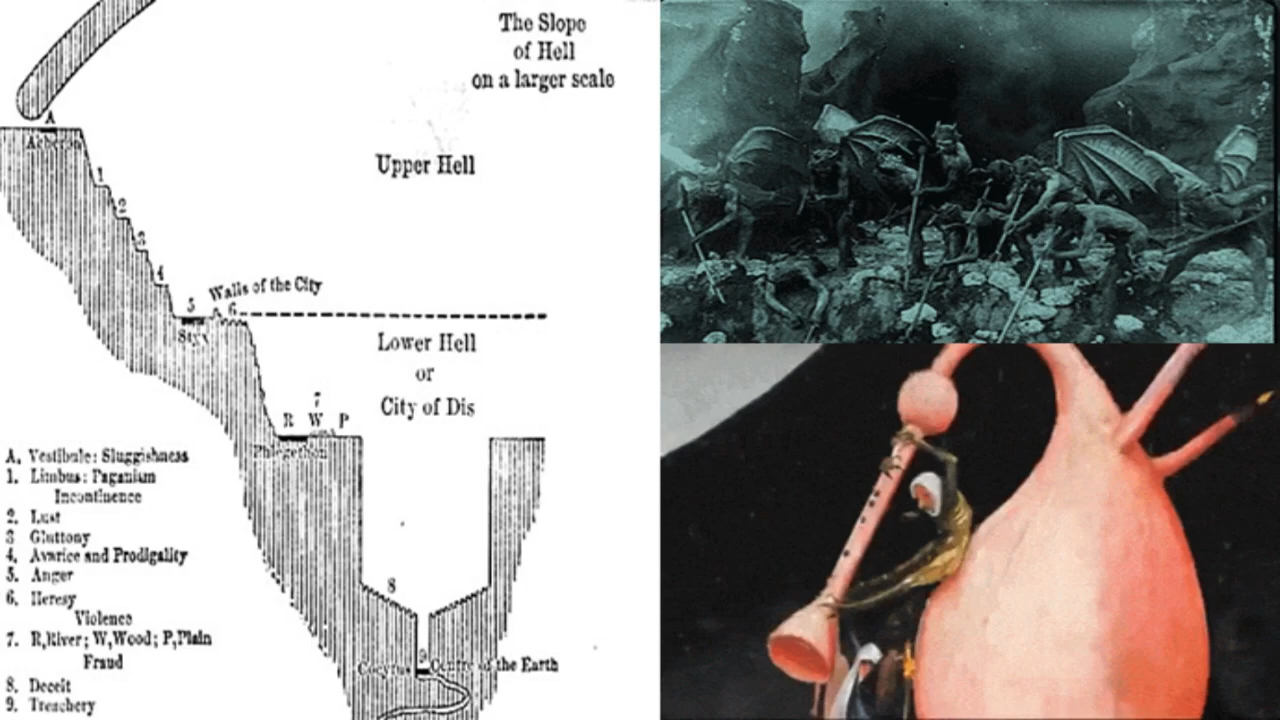 The Slope
of Hell
on a larger scale
A
Acheron
Upper Hell
1
2
3
4
Walls of the City
5
6
Styx
Lower Hell
or
City of Dis
7
R W P
Phlegethon
8
9
Cocytus Centre of the Earth
A. Vestibule: Sluggishness
1. Limbus: Paganism
Incontinence
2. Lust
3 Gluttony
4. Avarice and Prodigality
5. Anger
6. Heresy
Violence
7. R,River; W,Wood; P,Plain
Fraud
8. Deceit
9. Treachery